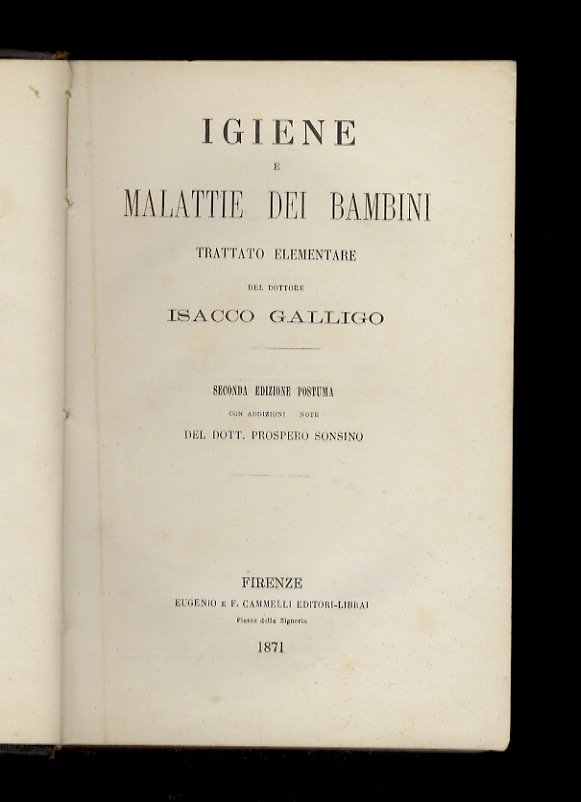 IGIENE
E
MALATTIE DEI BAMBINI
TRATTATO ELEMENTARE
DEL DOTTORE
ISACCO GALLIGO
SECONDA EDIZIONE POSTUMA
CON ADDIZIONI NOTE
DEL DOTT. PROSPERO SONSINO
FIRENZE
EUGENIO E F. CAMMELLI EDITORI-LIBRAI
Piazza della Signoria
1871